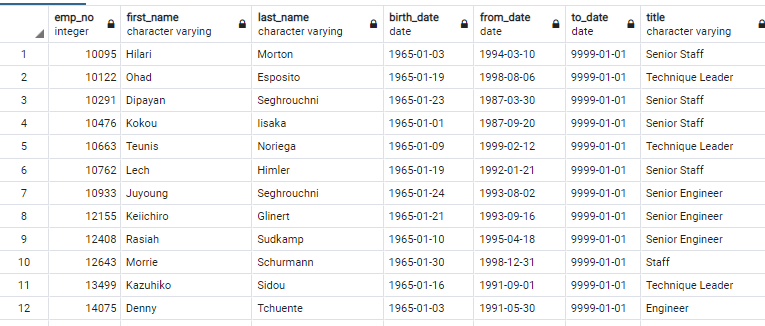 emp_no first_name last_name birth_date from_date to_date title
integer character varying character varying date date date character varying
1 10095 Hilari Morton 1965-01-03 1994-03-10 9999-01-01 Senior Staff
2 10122 Ohad Esposito 1965-01-19 1998-08-06 9999-01-01 Technique Leader
3 10291 Dipayan Seghrouchni 1965-01-23 1987-03-30 9999-01-01 Senior Staff
4 10476 Kokou Iisaka 1965-01-01 1987-09-20 9999-01-01 Senior Staff
5 10663 Teunis Noriega 1965-01-09 1999-02-12 9999-01-01 Technique Leader
6 10762 Lech Himler 1965-01-19 1992-01-21 9999-01-01 Senior Staff
7 10933 Juyoung Seghrouchni 1965-01-24 1993-08-02 9999-01-01 Senior Engineer
8 12155 Keiichiro Glinert 1965-01-21 1993-09-16 9999-01-01 Senior Engineer
9 12408 Rasiah Sudkamp 1965-01-10 1995-04-18 9999-01-01 Senior Engineer
10 12643 Morrie Schurmann 1965-01-30 1998-12-31 9999-01-01 Staff
11 13499 Kazuhiko Sidou 1965-01-16 1991-09-01 9999-01-01 Technique Leader
12 14075 Denny Tchuente 1965-01-03 1991-05-30 9999-01-01 Engineer